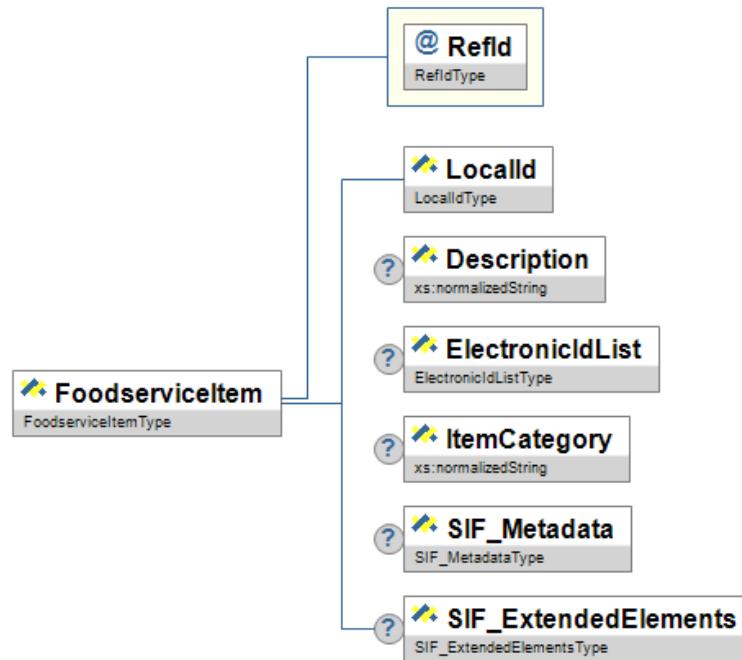 @ RefId
RefIdType
LocalId
LocalIdType
? Description
xs:normalizedString
? ElectronicIdList
ElectronicIdListType
FoodserviceItem
FoodserviceItemType
? ItemCategory
xs:normalizedString
? SIF_Metadata
SIF_MetadataType
? SIF_ExtendedElements
SIF_ExtendedElementsType